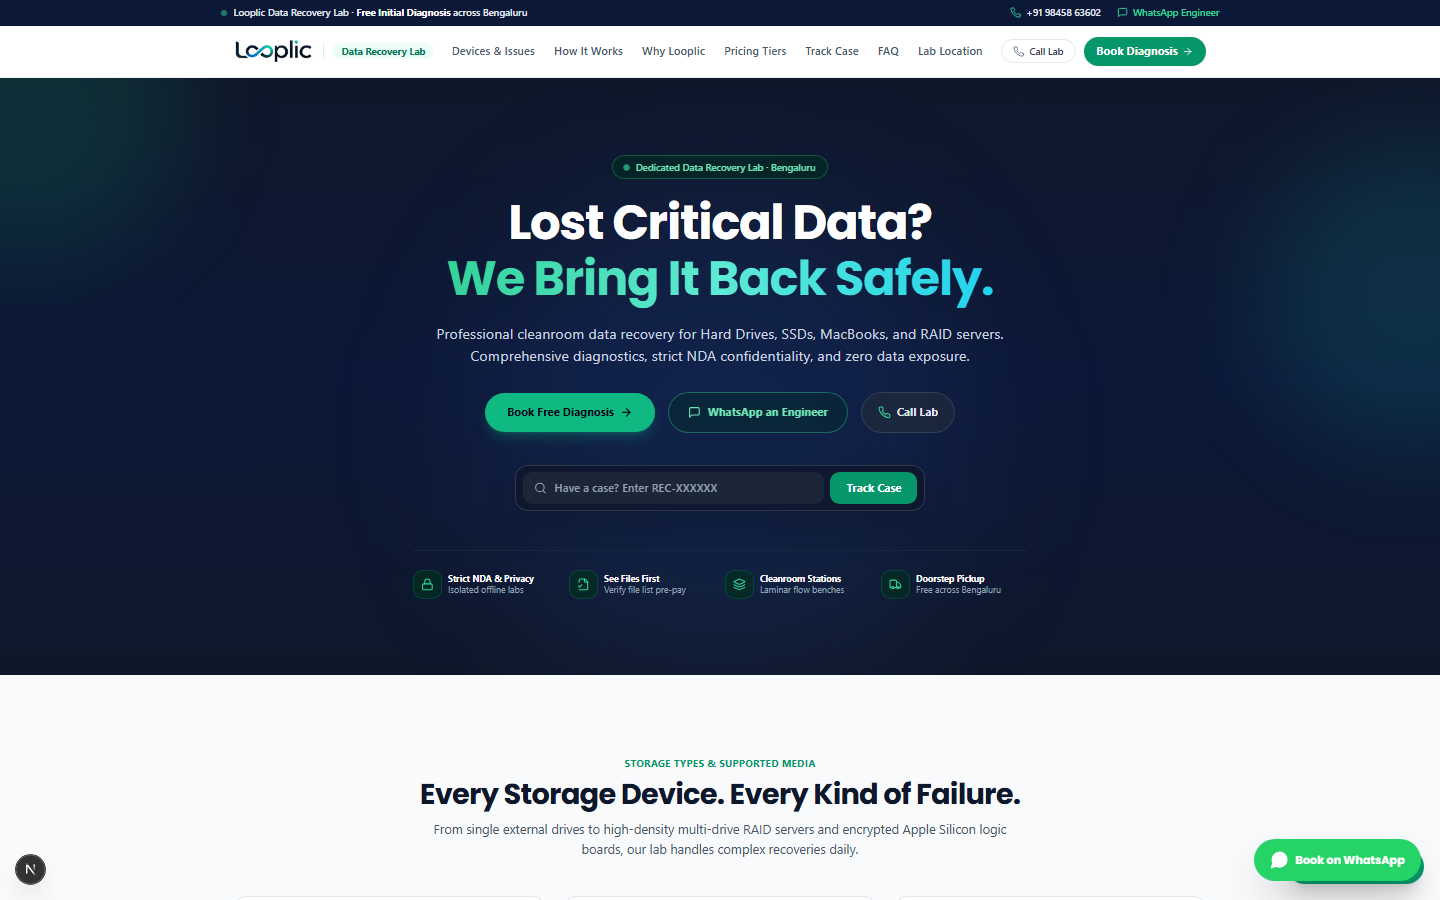 Looplic Data Recovery Lab · Free Initial Diagnosis across Bengaluru
+91 98458 63602
WhatsApp Engineer
Looplic
Data Recovery Lab
Devices & Issues
How It Works
Why Looplic
Pricing Tiers
Track Case
FAQ
Lab Location
Call Lab
Book Diagnosis
Dedicated Data Recovery Lab · Bengaluru
Lost Critical Data?
We Bring It Back Safely.
Professional cleanroom data recovery for Hard Drives, SSDs, MacBooks, and RAID servers.
Comprehensive diagnostics, strict NDA confidentiality, and zero data exposure.
Book Free Diagnosis
WhatsApp an Engineer
Call Lab
Have a case? Enter REC-XXXXXX
Track Case
Strict NDA & Privacy
Isolated offline labs
See Files First
Verify file list pre-pay
Cleanroom Stations
Laminar flow benches
Doorstep Pickup
Free across Bengaluru
STORAGE TYPES & SUPPORTED MEDIA
Every Storage Device. Every Kind of Failure.
From single external drives to high-density multi-drive RAID servers and encrypted Apple Silicon logic
boards, our lab handles complex recoveries daily.
N
Book on WhatsApp